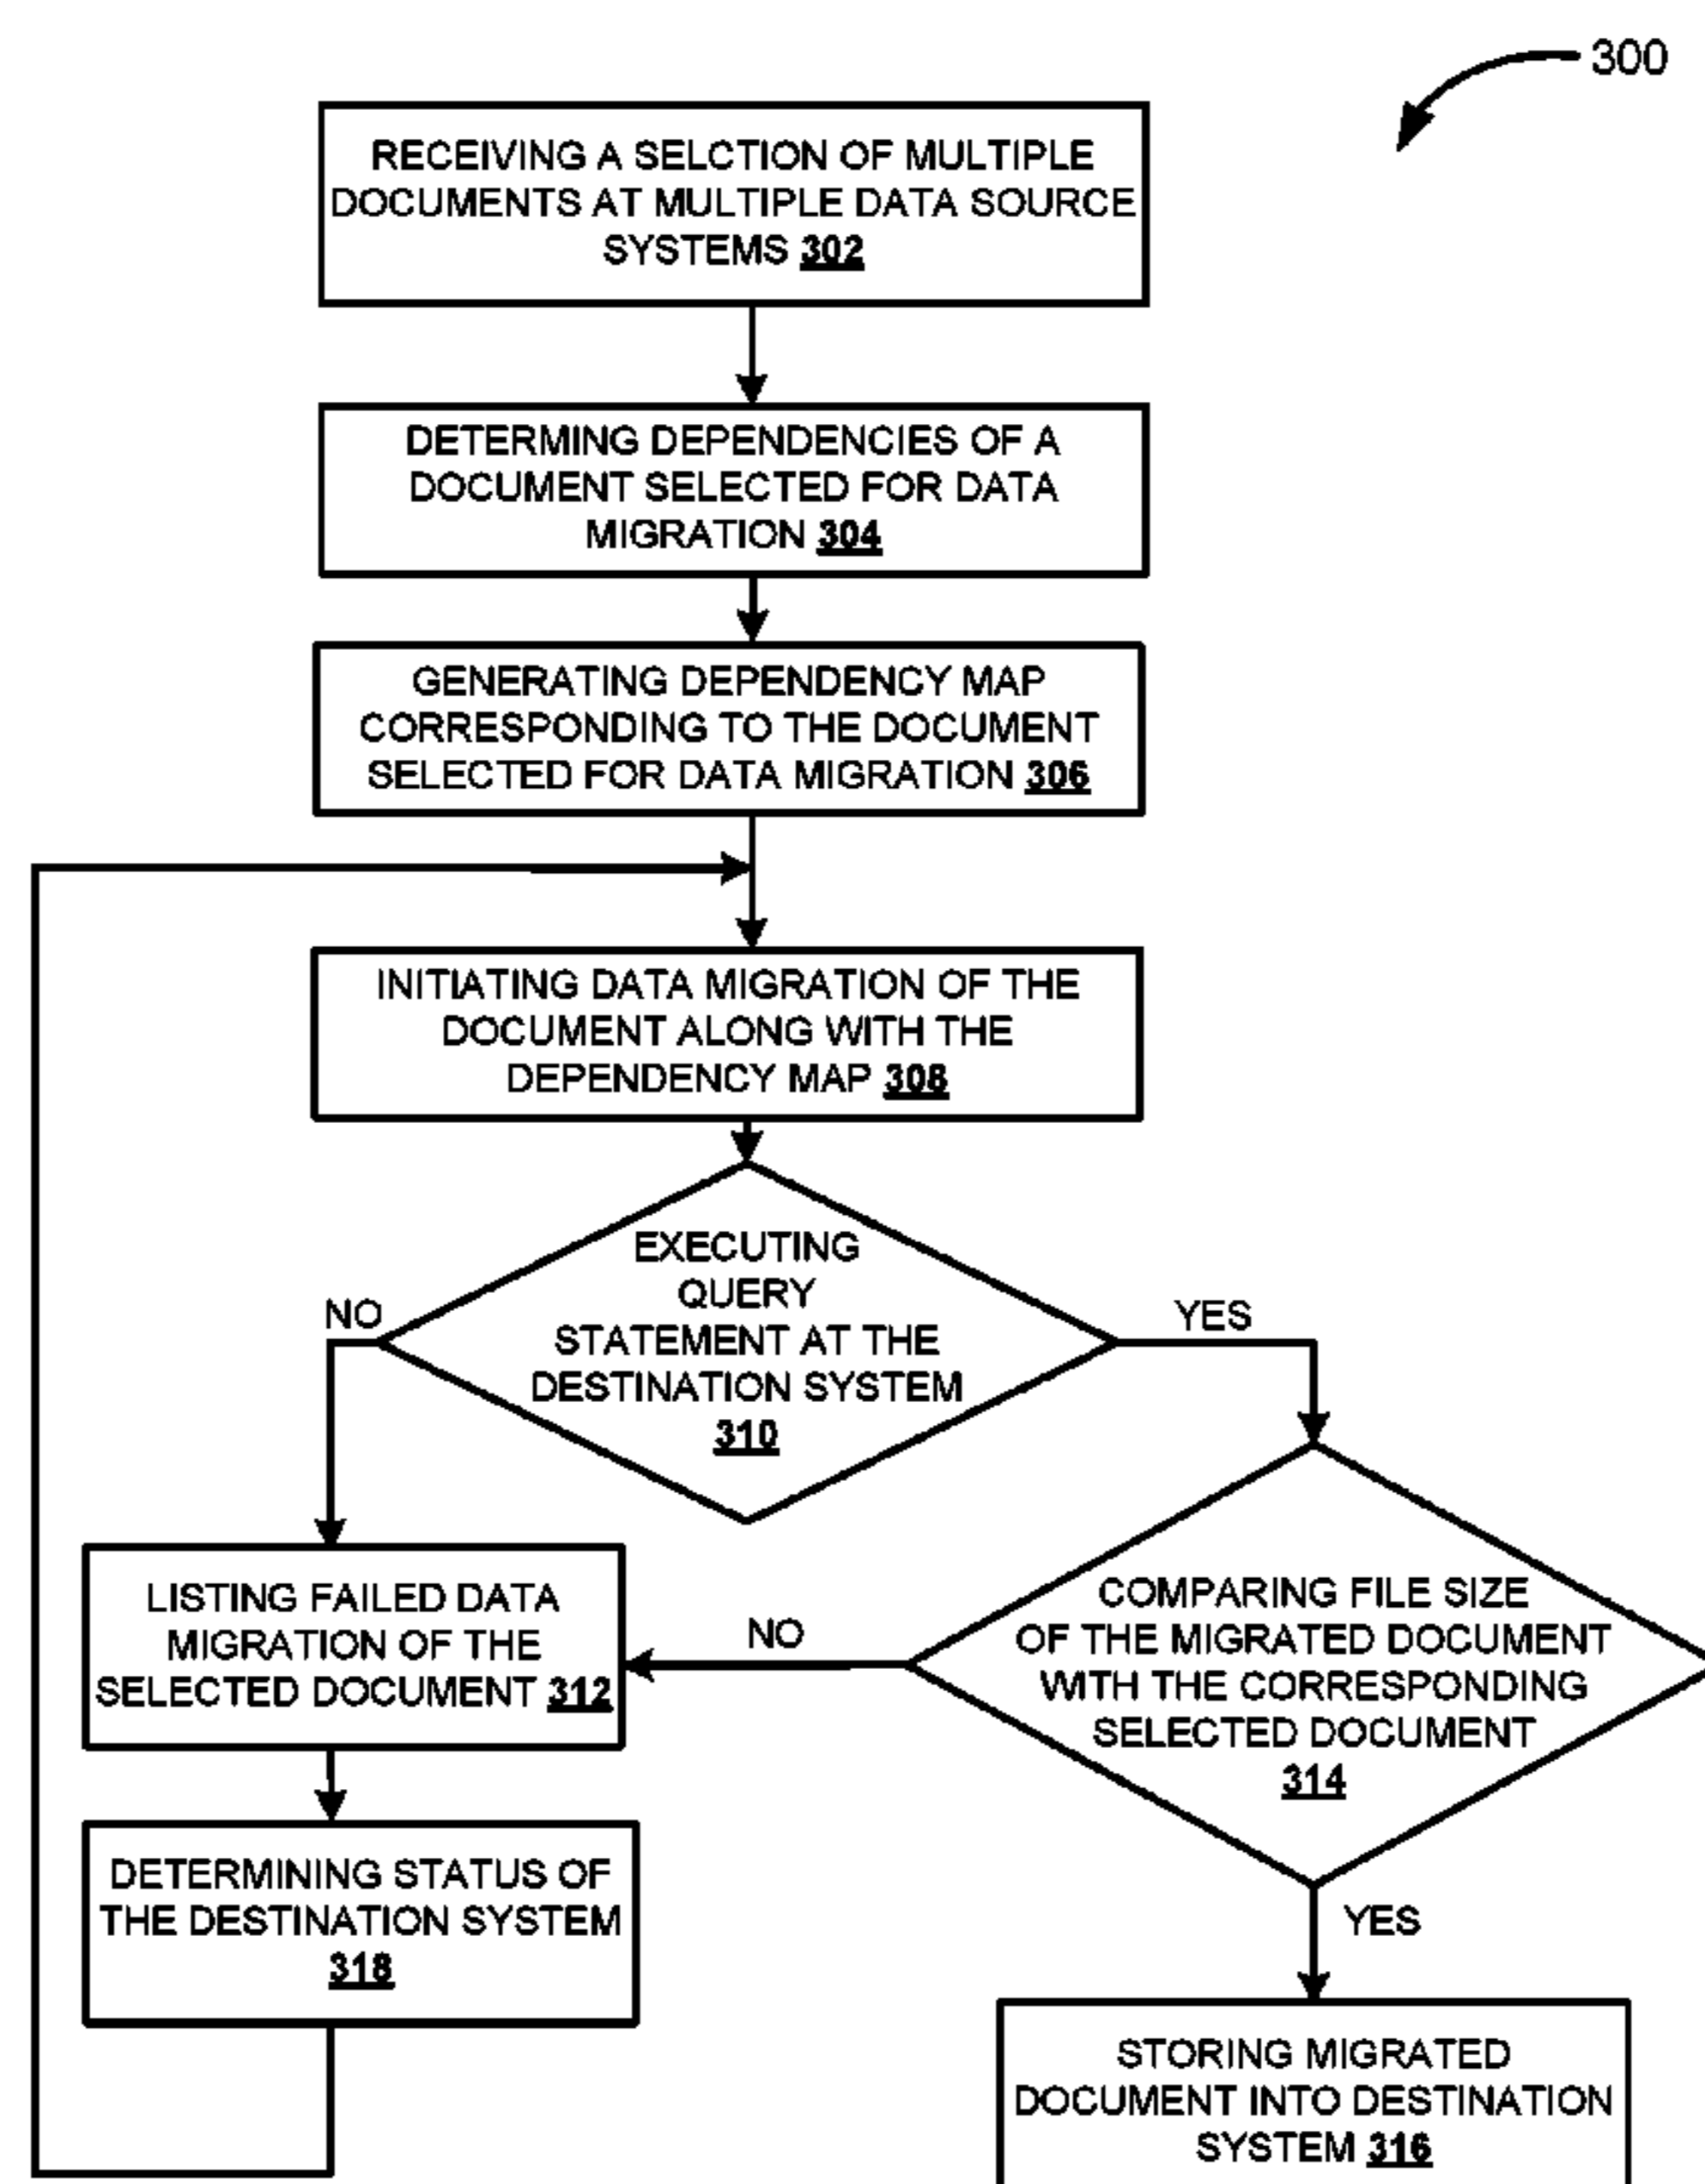 300
RECEIVING A SELCTION OF MULTIPLE
DOCUMENTS AT MULTIPLE DATA SOURCE
SYSTEMS 302
DETERMING DEPENDENCIES OF A
DOCUMENT SELECTED FOR DATA
MIGRATION 304
GENERATING DEPENDENCY MAP
CORRESPONDING TO THE DOCUMENT
SELECTED FOR DATA MIGRATION 306
INITIATING DATA MIGRATION OF THE
DOCUMENT ALONG WITH THE
DEPENDENCY MAP 308
EXECUTING
QUERY
STATEMENT AT THE
DESTINATION SYSTEM
310
NO
YES
LISTING FAILED DATA
MIGRATION OF THE
SELECTED DOCUMENT 312
NO
COMPARING FILE SIZE
OF THE MIGRATED DOCUMENT
WITH THE CORRESPONDING
SELECTED DOCUMENT
314
DETERMINING STATUS OF
THE DESTINATION SYSTEM
318
YES
STORING MIGRATED
DOCUMENT INTO DESTINATION
SYSTEM 316